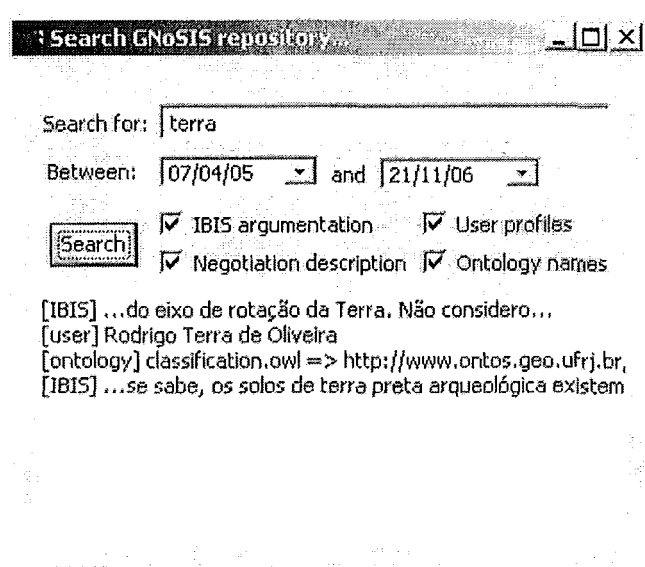 Search GNoSIS repository...
Search for: terra
Between: 07/04/05 and 21/11/06
Search
IBIS argumentation User profiles
Negotiation description Ontology names
[IBIS] ...do eixo de rotação da Terra. Não considero...
[user] Rodrigo Terra de Oliveira
[ontology] classification.owl => http://www.ontos.geo.ufrj.br,
[IBIS] ...se sabe, os solos de terra preta arqueológica existem